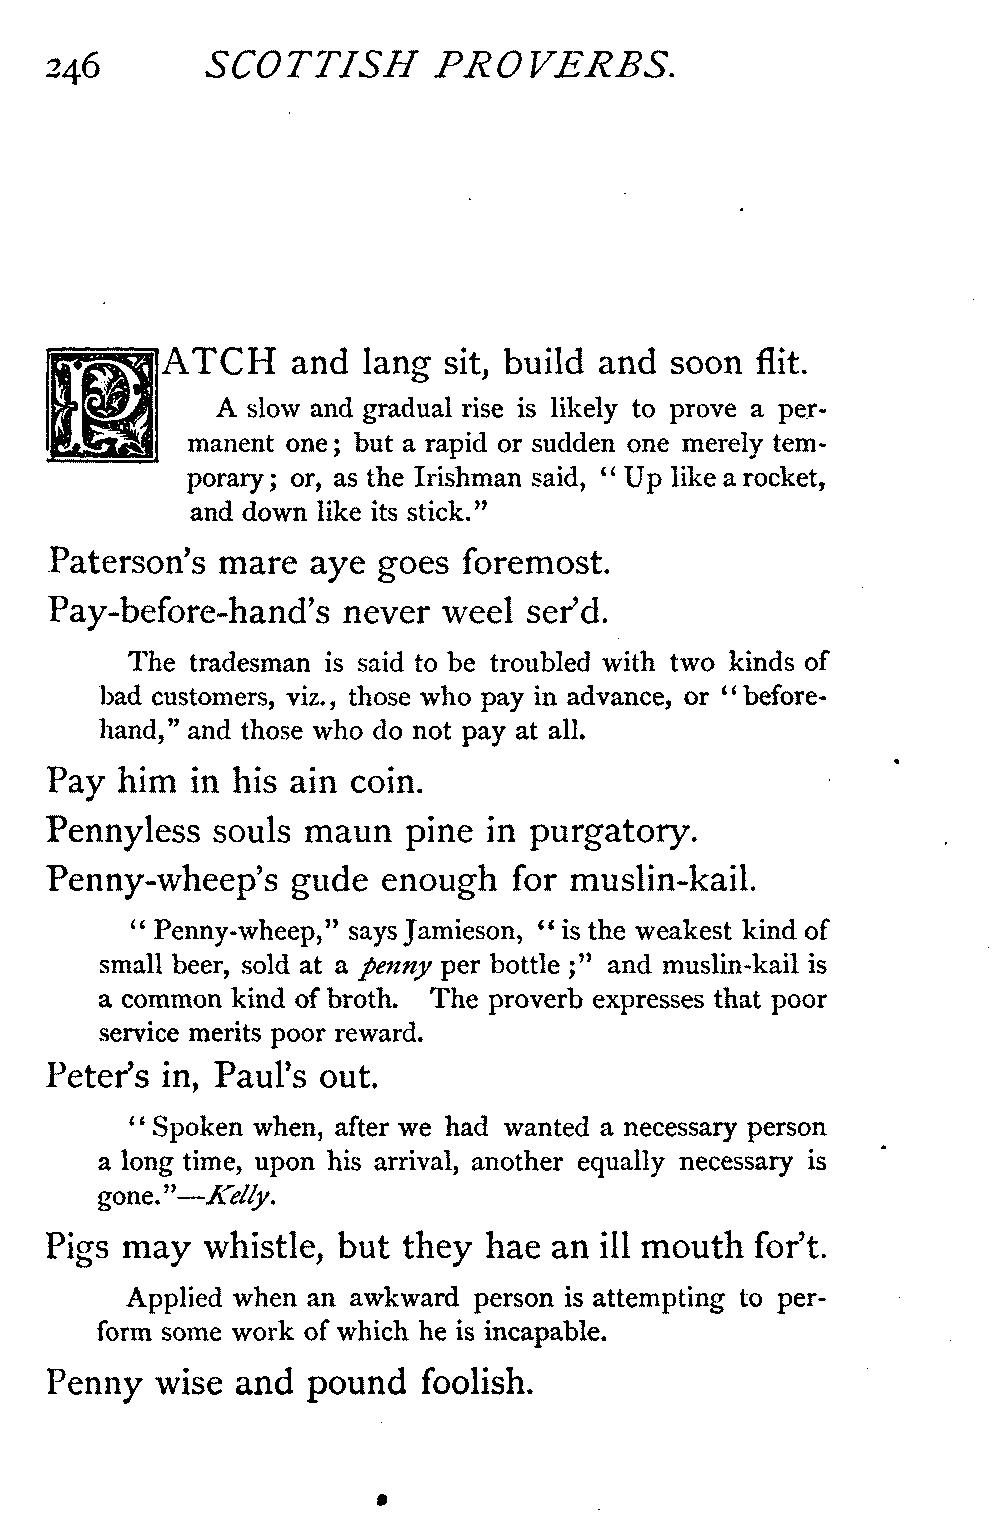 246 SCOTTISH PROVERBS.
PATCH and lang sit, build and soon flit.
A slow and gradual rise is likely to prove a per-
manent one; but a rapid or sudden one merely tem-
porary; or, as the Irishman said, “Up like a rocket,
and down like its stick.”
Paterson’s mare aye goes foremost.
Pay-before-hand’s never weel ser’d.
The tradesman is said to be troubled with two kinds of
bad customers, viz., those who pay in advance, or “before-
hand,” and those who do not pay at all.
Pay him in his ain coin.
Pennyless souls maun pine in purgatory.
Penny-wheep’s gude enough for muslin-kail.
“Penny-wheep,” says Jamieson, “is the weakest kind of
small beer, sold at a penny per bottle;” and muslin-kail is
a common kind of broth. The proverb expresses that poor
service merits poor reward.
Peter’s in, Paul’s out.
“Spoken when, after we had wanted a necessary person
a long time, upon his arrival, another equally necessary is
gone.”—Kelly.
Pigs may whistle, but they hae an ill mouth for’t.
Applied when an awkward person is attempting to per-
form some work of which he is incapable.
Penny wise and pound foolish.